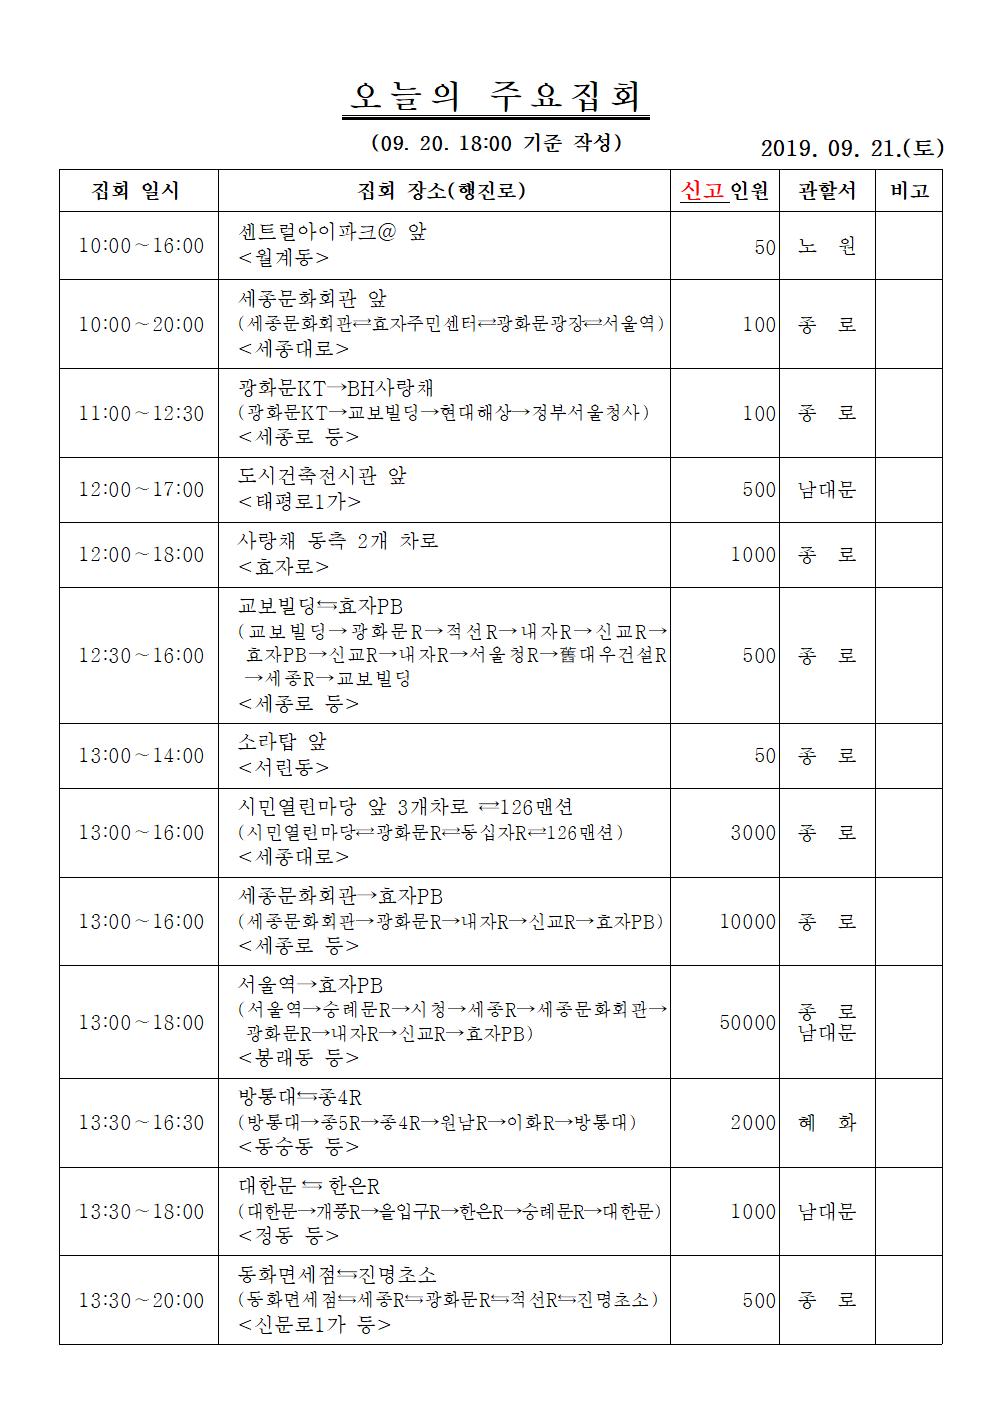 오늘의 주요집회
(09. 20. 18:00 기준 작성)
2019. 09. 21.(토)
집회 일시 집회 장소(행진로) 신고인원 관할서 비고
10:00~16:00 센트럴아이파크@ 앞 50 노 원
<월계동>
10:00~20:00 세종문화회관 앞 100 종 로
(세종문화회관⇄효자주민센터⇄광화문광장⇄서울역)
<세종대로>
11:00~12:30 광화문KT→BH사랑채 100 종 로
(광화문KT→교보빌딩→현대해상→정부서울청사)
<세종로 등>
12:00~17:00 도시건축전시관 앞 500 남대문
<태평로1가>
12:00~18:00 사랑채 동측 2개 차로 1000 종 로
<효자로>
12:30~16:00 교보빌딩⇆효자PB 500 종 로
(교보빌딩→광화문R→적선R→내자R→신교R→
효자PB→신교R→내자R→서울청R→舊대우건설R
→세종R→교보빌딩
<세종로 등>
13:00~14:00 소라탑 앞 50 종 로
<서린동>
13:00~16:00 시민열린마당 앞 3개차로 ⇄126맨션 3000 종 로
(시민열린마당⇄광화문R⇄동십자R⇄126맨션)
<세종대로>
13:00~16:00 세종문화회관→효자PB 10000 종 로
(세종문화회관→광화문R→내자R→신교R→효자PB)
<세종로 등>
13:00~18:00 서울역→효자PB 50000 종 로
(서울역→숭례문R→시청→세종R→세종문화회관→
광화문R→내자R→신교R→효자PB) 남대문
<봉래동 등>
13:30~16:30 방통대⇆종4R 2000 혜 화
(방통대→종5R→종4R→원남R→이화R→방통대)
<동숭동 등>
13:30~18:00 대한문⇆한은R 1000 남대문
(대한문→개풍R→을입구R→한은R→숭례문R→대한문)
<정동 등>
13:30~20:00 동화면세점⇆진명초소 500 종 로
(동화면세점⇆세종R⇆광화문R⇆적선R⇆진명초소)
<신문로1가 등>